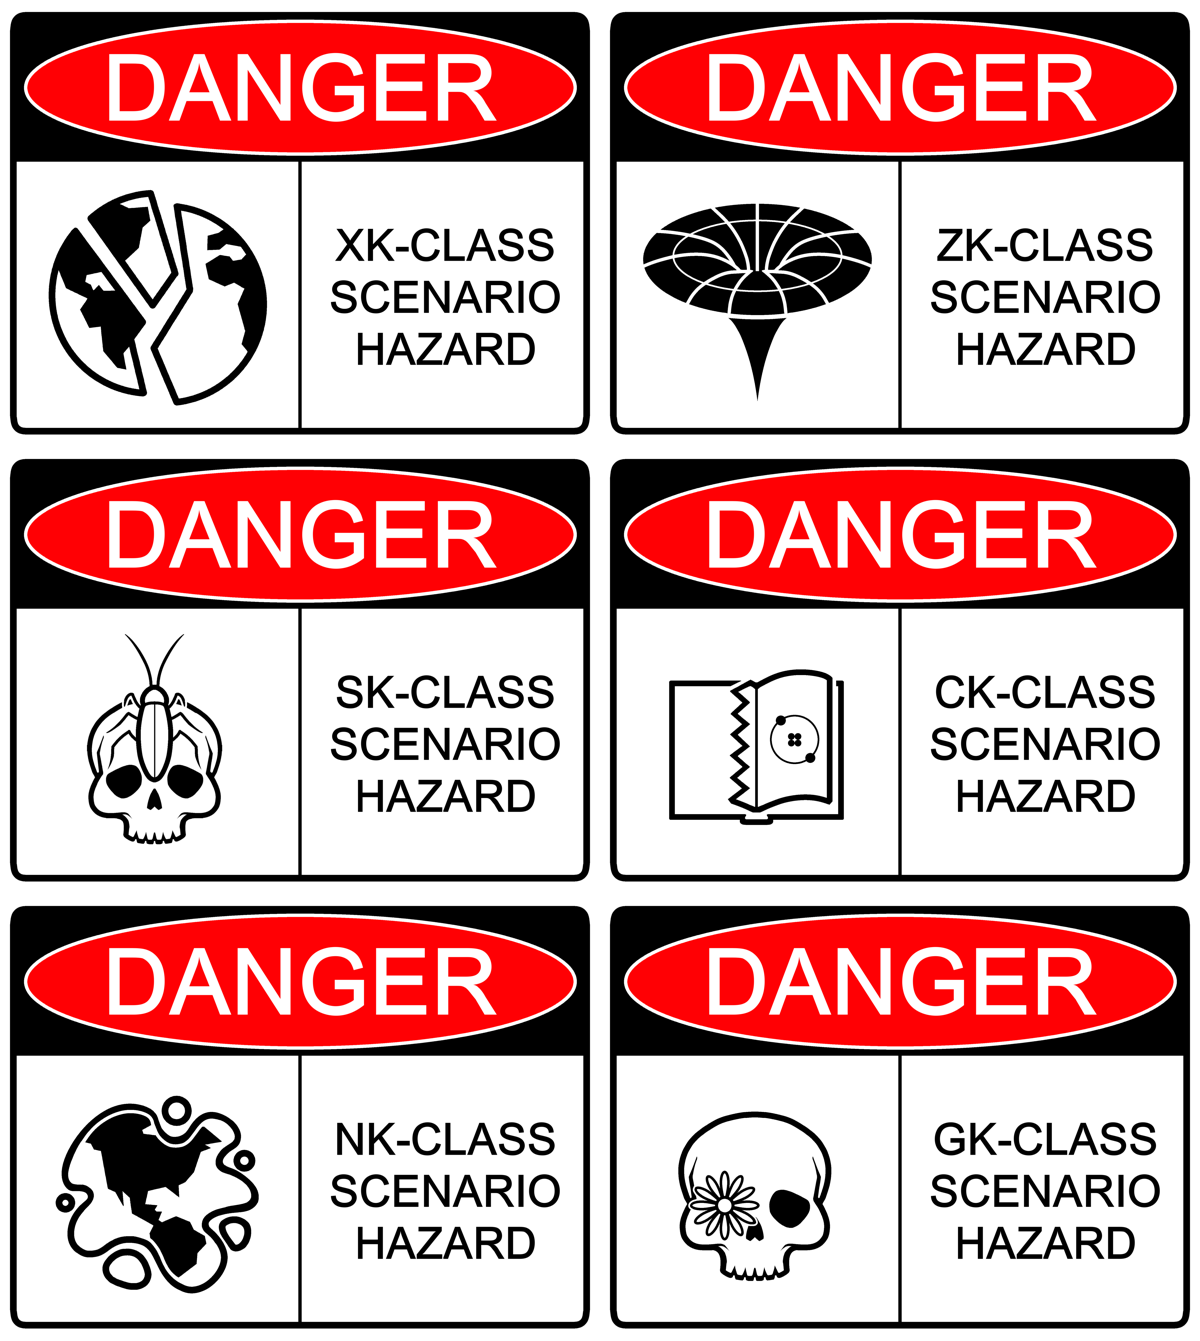 DANGER
XK-CLASS
SCENARIO
HAZARD
DANGER
ZK-CLASS
SCENARIO
HAZARD
DANGER
SK-CLASS
SCENARIO
HAZARD
DANGER
CK-CLASS
SCENARIO
HAZARD
DANGER
NK-CLASS
SCENARIO
HAZARD
DANGER
GK-CLASS
SCENARIO
HAZARD